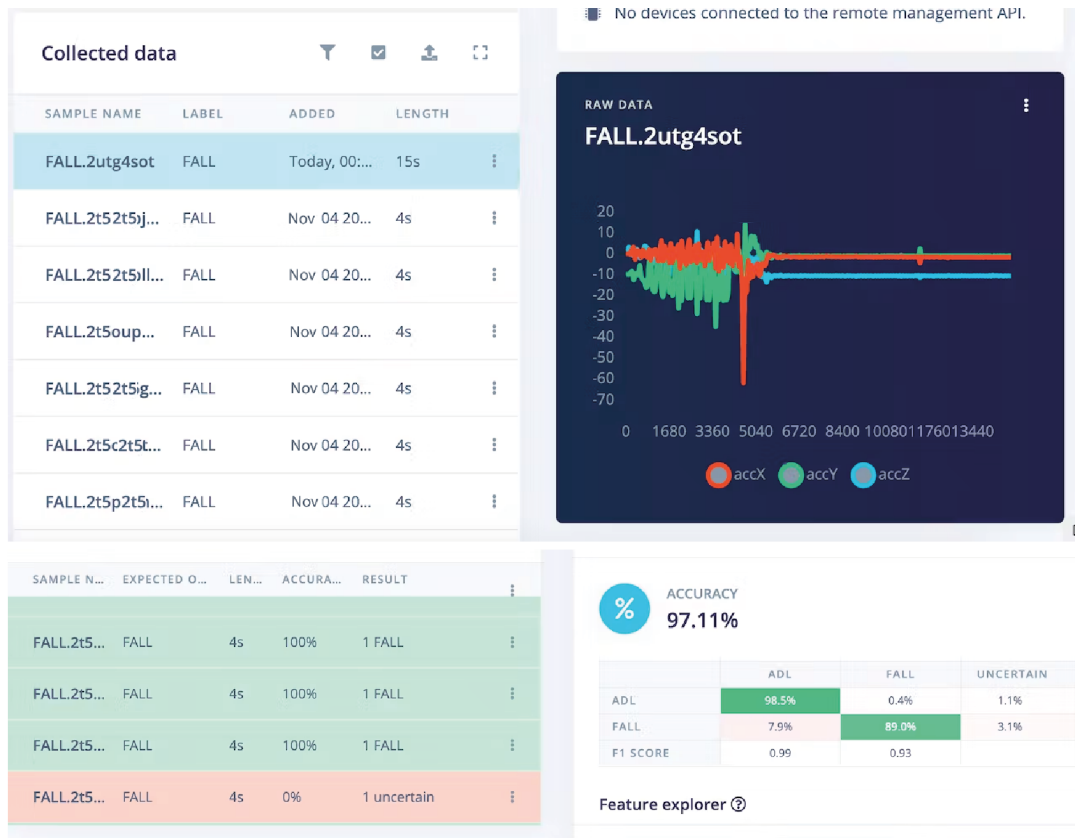 No devices connected to the remote management API.
Collected data
SAMPLE NAME LABEL ADDED LENGTH
FALL.2utg4sot FALL Today, 00:... 15s
FALL Nov 04 20... 4s
FALL Nov 04 20... 4s
FALL.2t5oup... FALL Nov 04 20... 4s
FALL Nov 04 20... 4s
FALL.2t5c2t5t... FALL Nov 04 20... 4s
FALL Nov 04 20... 4s
RAW DATA
FALL.2utg4sot
20
10
0
-10
-20
-30
-40
-50
-60
-70
0 1680 3360 5040 6720 8400 10080 11760 13440
accX accY accZ
SAMPLE N... EXPECTED O... LEN... ACCURA... RESULT
FALL.2t5... FALL 4s 100% 1 FALL
FALL.2t5... FALL 4s 100% 1 FALL
FALL.2t5... FALL 4s 100% 1 FALL
FALL.2t5... FALL 4s 0% 1 uncertain
%
ACCURACY
97.11%
ADL FALL UNCERTAIN
ADL 98.5% 0.4% 1.1%
FALL 7.9% 89.0% 3.1%
F1 SCORE 0.99 0.93
Feature explorer ?